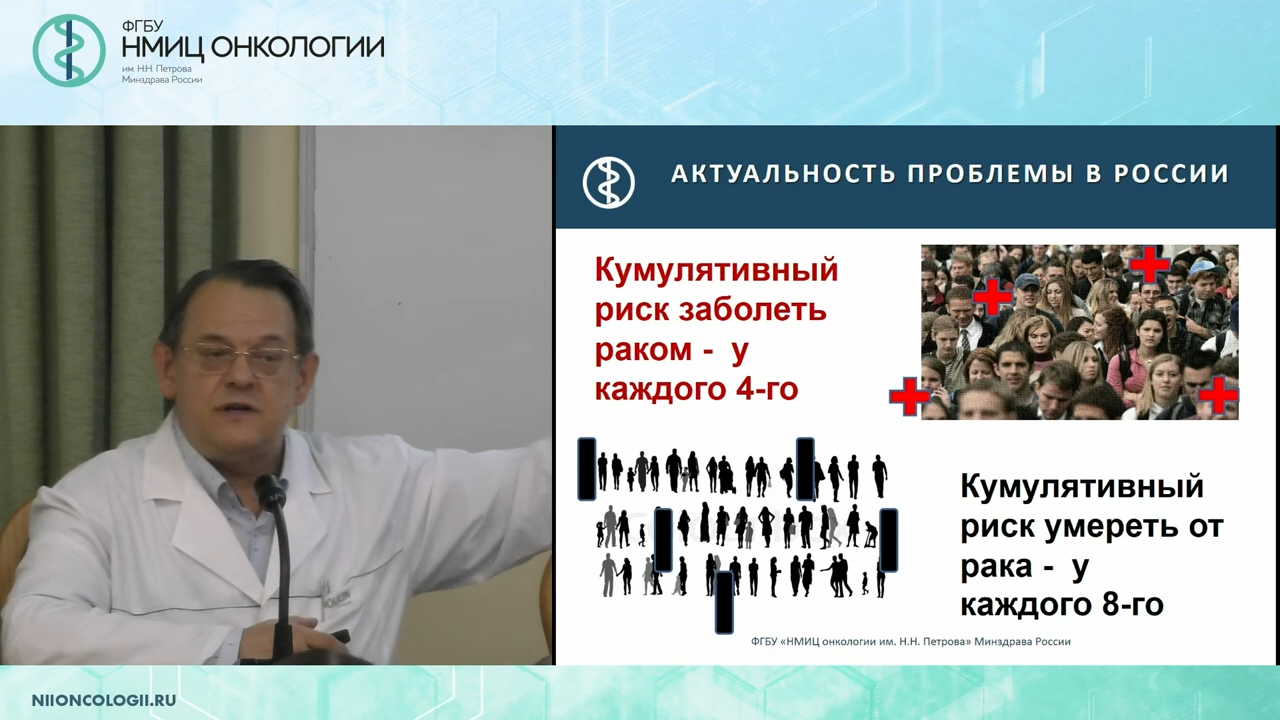 ФГБУ
НМИЦ ОНКОЛОГИИ
им. Н.Н. Петрова
Минздрава России
АКТУАЛЬНОСТЬ ПРОБЛЕМЫ В РОССИИ
Кумулятивный
риск заболеть
раком - у
каждого 4-го
Кумулятивный
риск умереть от
рака - у
каждого 8-го
ФГБУ «НМИЦ онкологии им. Н.Н. Петрова» Минздрава России
NIIONCOLOGII.RU